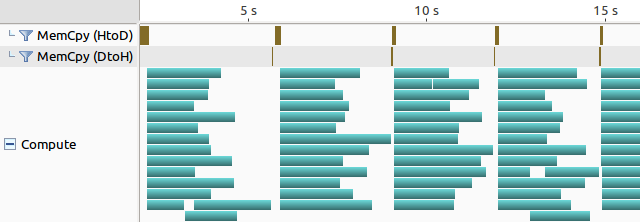 5 s 10 s 15 s
MemCpy (HtoD)
MemCpy (DtoH)
Compute